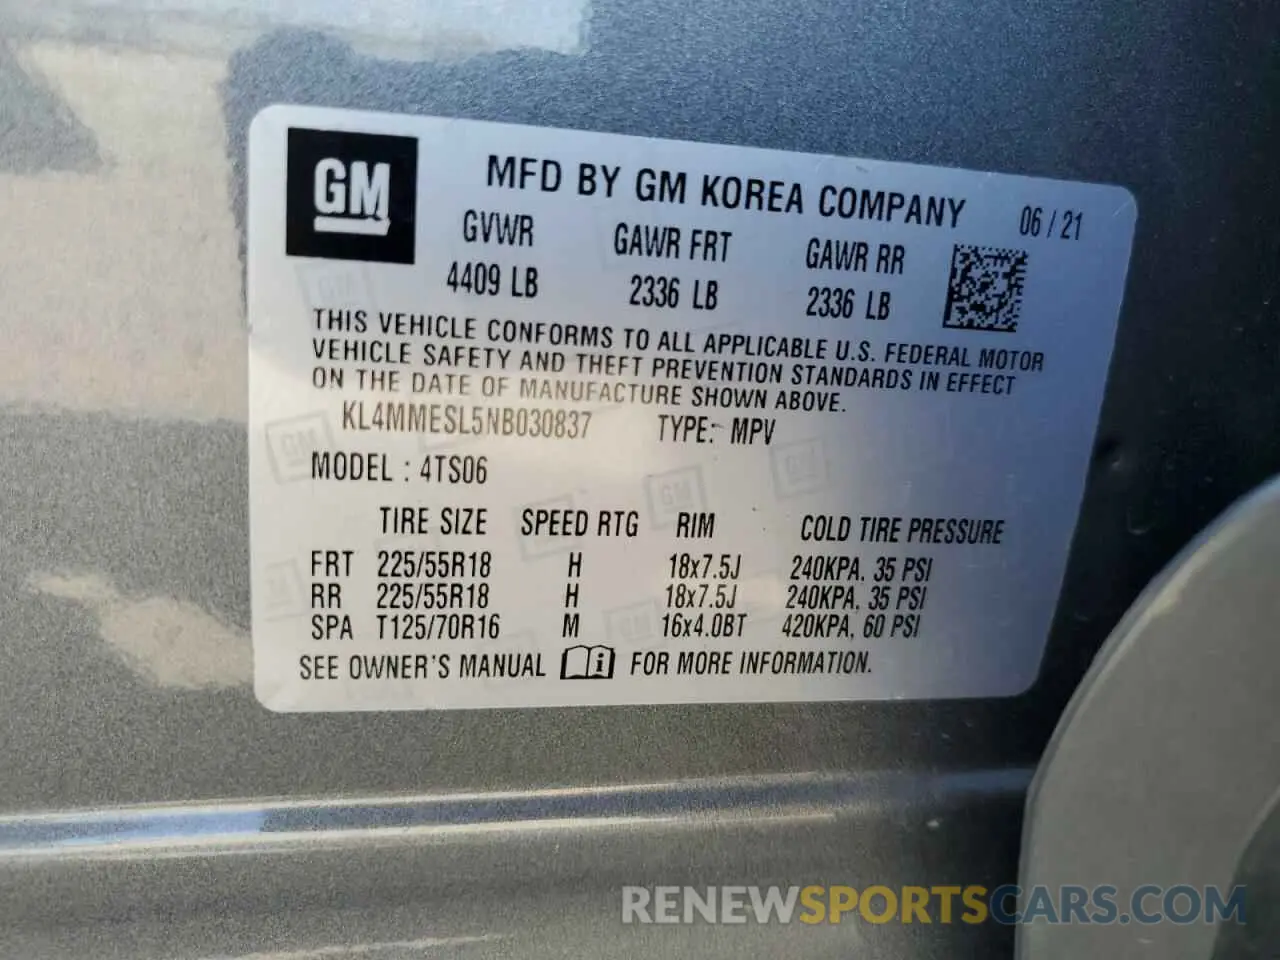 GM
MFD BY GM KOREA COMPANY 06 / 21
GVWR GAWR FRT GAWR RR
4409 LB 2336 LB 2336 LB
THIS VEHICLE CONFORMS TO ALL APPLICABLE U.S. FEDERAL MOTOR
VEHICLE SAFETY AND THEFT PREVENTION STANDARDS IN EFFECT
ON THE DATE OF MANUFACTURE SHOWN ABOVE.
KL4MMESL5NB030837 TYPE: MPV
MODEL : 4TS06
TIRE SIZE SPEED RTG RIM COLD TIRE PRESSURE
FRT 225/55R18 H 18x7.5J 240KPA, 35 PSI
RR 225/55R18 H 18x7.5J 240KPA, 35 PSI
SPA T125/70R16 M 16x4.0BT 420KPA, 60 PSI
SEE OWNER'S MANUAL i FOR MORE INFORMATION.
RENEWSPORTSCARS.COM